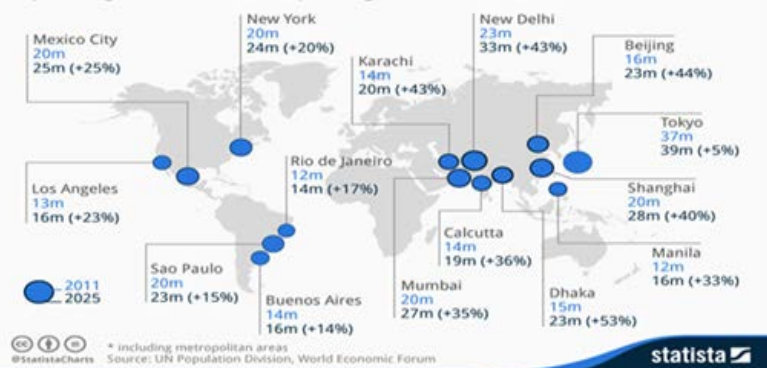 New York
20m
24m (+20%)
New Delhi
23m
33m (+43%)
Mexico City
20m
25m (+25%)
Karachi
14m
20m (+43%)
Beijing
16m
23m (+44%)
Tokyo
37m
39m (+5%)
Rio de Janeiro
12m
14m (+17%)
Los Angeles
13m
16m (+23%)
Shanghai
20m
28m (+40%)
Calcutta
14m
19m (+36%)
Manila
12m
16m (+33%)
Sao Paulo
20m
23m (+15%)
Mumbai
20m
27m (+35%)
Dhaka
15m
23m (+53%)
Buenos Aires
14m
16m (+14%)
2011
2025
* including metropolitan areas
@StatistaCharts Source: UN Population Division, World Economic Forum
statista